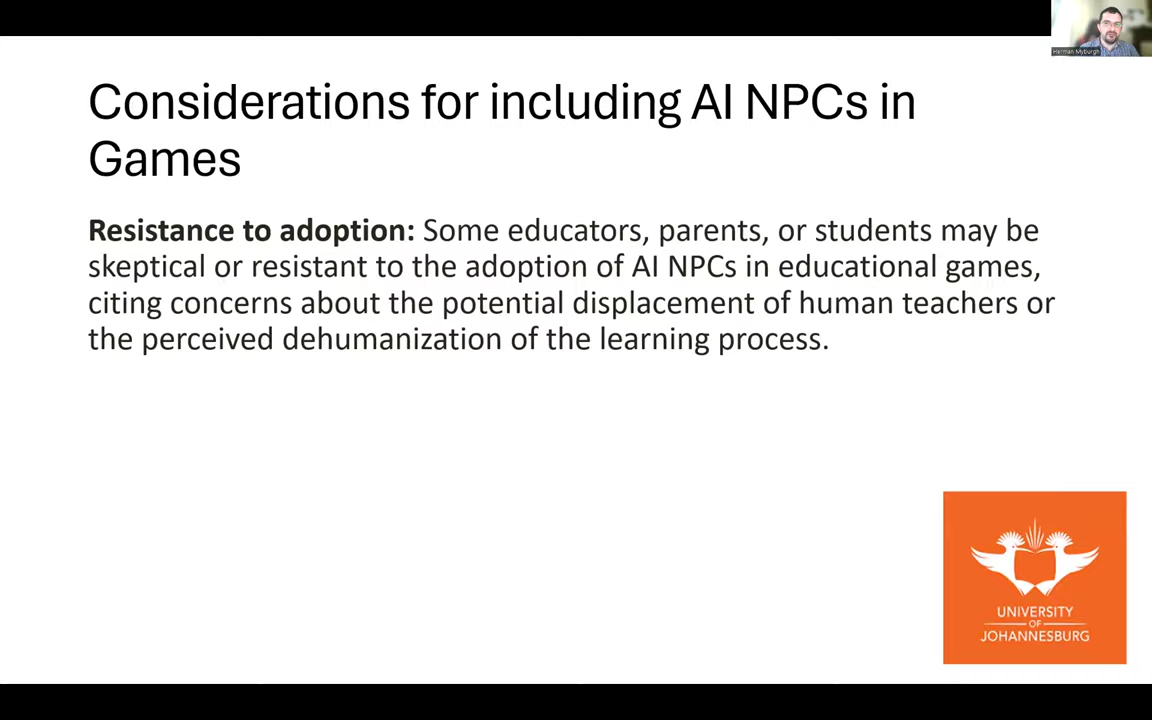 Herman Myburgh
Considerations for including AI NPCs in
Games
Resistance to adoption: Some educators, parents, or students may be
skeptical or resistant to the adoption of AI NPCs in educational games,
citing concerns about the potential displacement of human teachers or
the perceived dehumanization of the learning process.
UNIVERSITY
OF
JOHANNESBURG